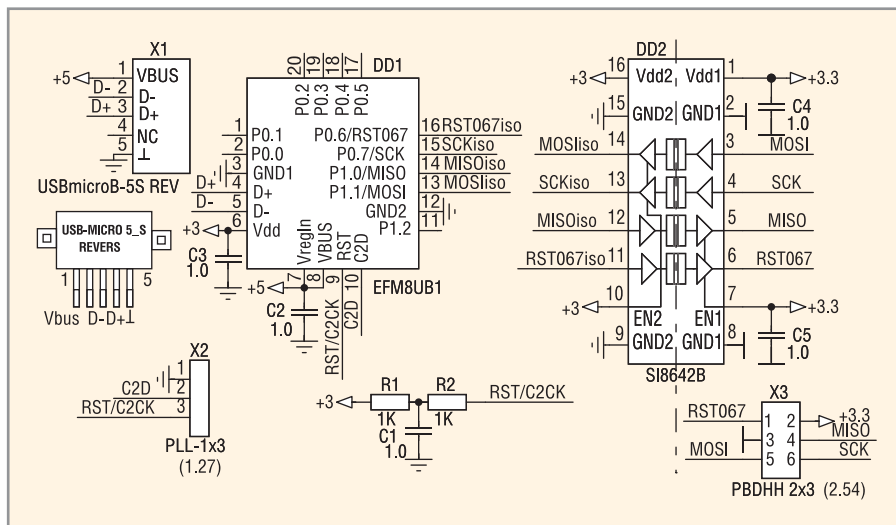 X1
+5
1 VBUS
D- 2 D-
D+ 3 D+
4 NC
5 ⊥
USBmicroB-5S REV
USB-MICRO 5_S
REVERS
1 5
Vbus D- D+ ⊥
X2
1
C2D 2
RST/C2CK 3
PLL-1x3
(1.27)
DD1
20 19 18 17
P0.2 P0.3 P0.4 P0.5
1 P0.1
2 P0.0
3 GND1
D+ 4 D+
D- 5 D-
+3 6 Vdd
P0.6/RST067 16 RST067iso
P0.7/SCK 15 SCKiso
P1.0/MISO 14 MISOiso
P1.1/MOSI 13 MOSIiso
GND2 12
P1.2 11
VregIn VBUS RST C2D
7 8 9 10
EFM8UB1
C3
1.0
+5
C2
1.0
RST/C2CK
C2D
+3
R1
1K
R2
1K
RST/C2CK
C1
1.0
DD2
+3 16 Vdd2 Vdd1 1 +3.3
15 GND2 GND1 2
C4
1.0
MOSIiso 14 3 MOSI
SCKiso 13 4 SCK
MISOiso 12 5 MISO
RST067iso 11 6 RST067
+3 10 EN2 EN1 7 +3.3
9 GND2 GND1 8
C5
1.0
SI8642B
X3
RST067 1 2 +3.3
3 4 MISO
MOSI 5 6 SCK
PBDHH 2x3 (2.54)